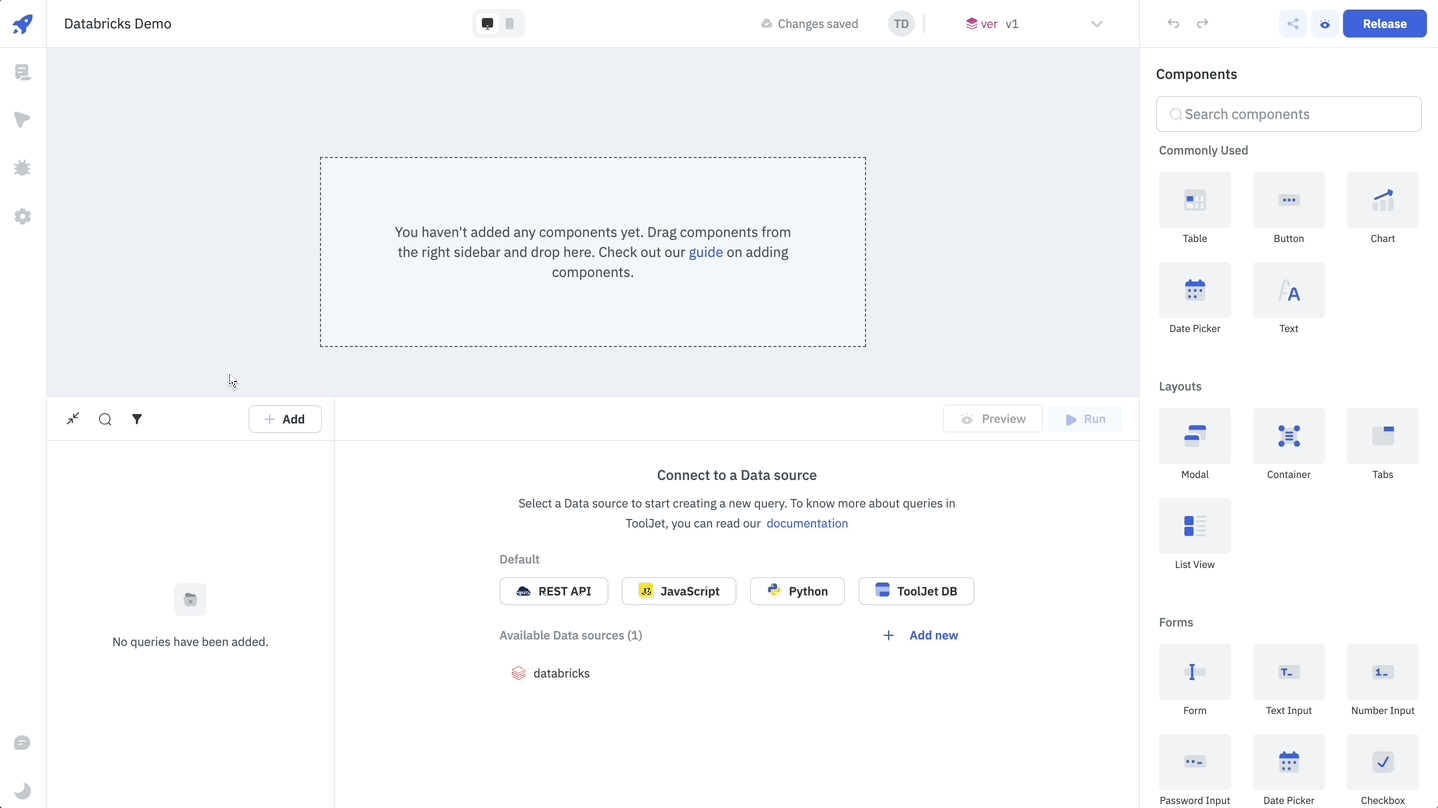 Databricks Demo
Changes saved
TD
ver v1
Release
You haven't added any components yet. Drag components from
the right sidebar and drop here. Check out our guide on adding
components.
Add
Preview
Run
No queries have been added.
Connect to a Data source
Select a Data source to start creating a new query. To know more about queries in
ToolJet, you can read our documentation
Default
REST API
JavaScript
Python
ToolJet DB
Available Data sources (1)
Add new
databricks
Components
Search components
Commonly Used
Table
Button
Chart
Date Picker
Text
Layouts
Modal
Container
Tabs
List View
Forms
Form
Text Input
Number Input
Password Input
Date Picker
Checkbox